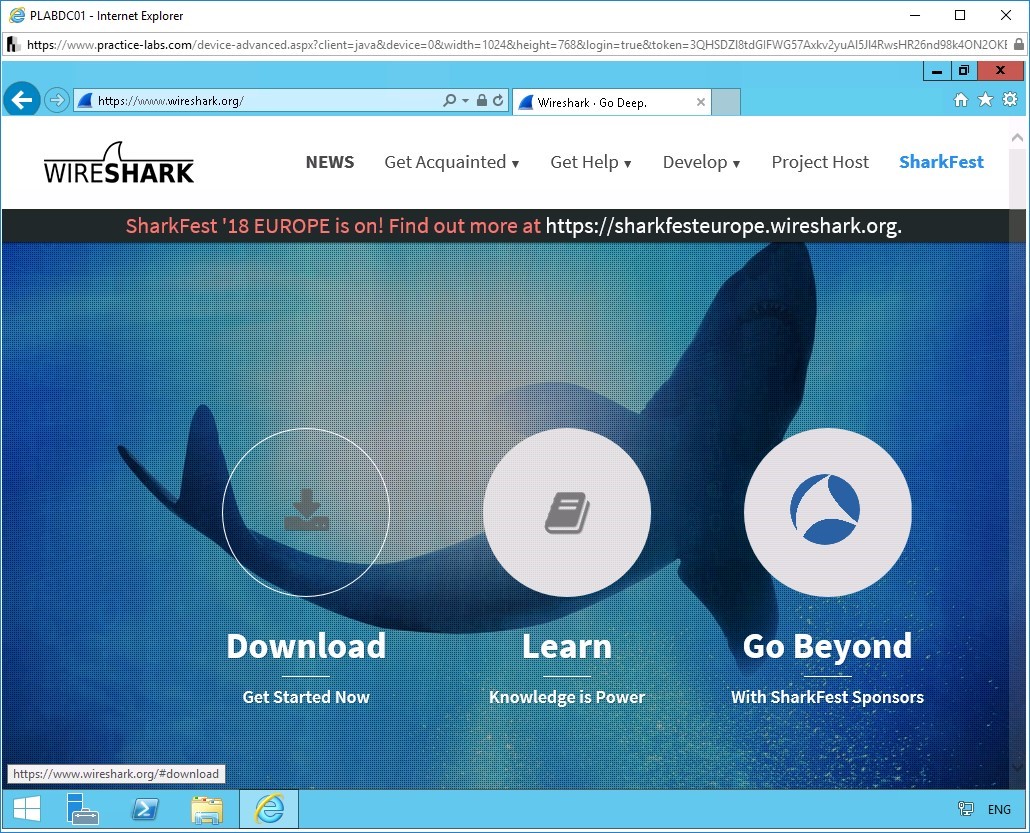 PLABDC01 - Internet Explorer
https://www.practice-labs.com/device-advanced.aspx?client=java&device=0&width=1024&height=768&login=true&token=3QHSDZI8tdGIFWG57Axkv2yuAI5JI4RwsHR26nd98k4ON2OKE
https://www.wireshark.org/
Wireshark · Go Deep.
WIRESHARK
NEWS Get Acquainted ▾ Get Help ▾ Develop ▾ Project Host SharkFest
SharkFest '18 EUROPE is on! Find out more at https://sharkfesteurope.wireshark.org.
Download Learn Go Beyond
Get Started Now Knowledge is Power With SharkFest Sponsors
https://www.wireshark.org/#download
ENG